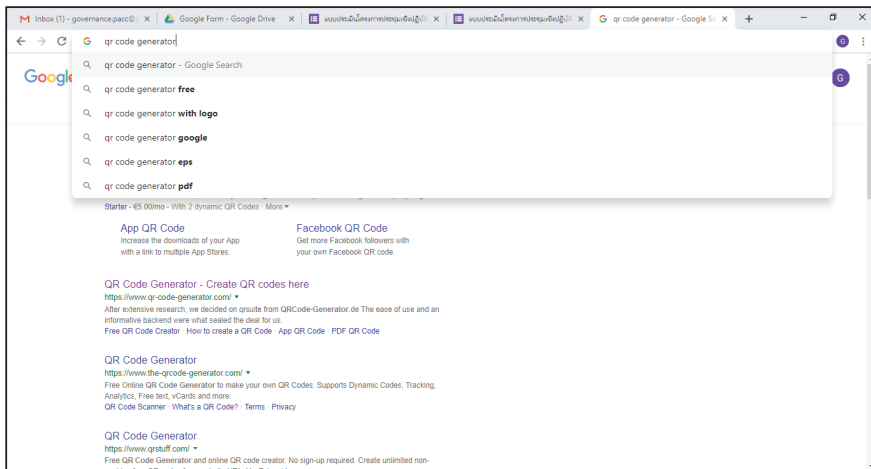 Inbox (1) - governance.pacc@
Google Form - Google Drive
แบบประเมินโครงการประชุมเชิงปฏิบัติ
แบบประเมินโครงการประชุมเชิงปฏิบัติ
qr code generator - Google Se
qr code generator
G
qr code generator - Google Search
qr code generator free
qr code generator with logo
qr code generator google
qr code generator eps
qr code generator pdf
Google
G
Starter - €5.00/mo - With 2 dynamic QR Codes · More
App QR Code
Increase the downloads of your App
with a link to multiple App Stores.
Facebook QR Code
Get more Facebook followers with
your own Facebook QR code.
QR Code Generator - Create QR codes here
https://www.qr-code-generator.com/
After extensive research, we decided on qrsuite from QRCode-Generator.de The ease of use and an
informative backend were what sealed the deal for us.
Free QR Code Creator · How to create a QR Code · App QR Code · PDF QR Code
QR Code Generator
https://www.the-qrcode-generator.com/
Free Online QR Code Generator to make your own QR Codes. Supports Dynamic Codes, Tracking,
Analytics, Free text, vCards and more.
QR Code Scanner · What's a QR Code? · Terms · Privacy
QR Code Generator
https://www.qrstuff.com/
Free QR Code Generator and online QR code creator. No sign-up required. Create unlimited non-